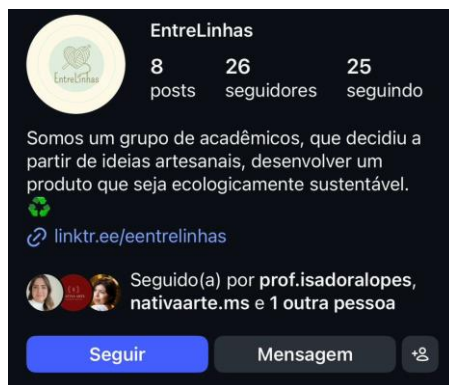 EntreLinhas
EntreLinhas
8 26 25
posts seguidores seguindo
Somos um grupo de acadêmicos, que decidiu a
partir de ideias artesanais, desenvolver um
produto que seja ecologicamente sustentável.
linktr.ee/eentrelinhas
Seguido(a) por prof.isadoralopes,
nativaarte.ms e 1 outra pessoa
Seguir Mensagem